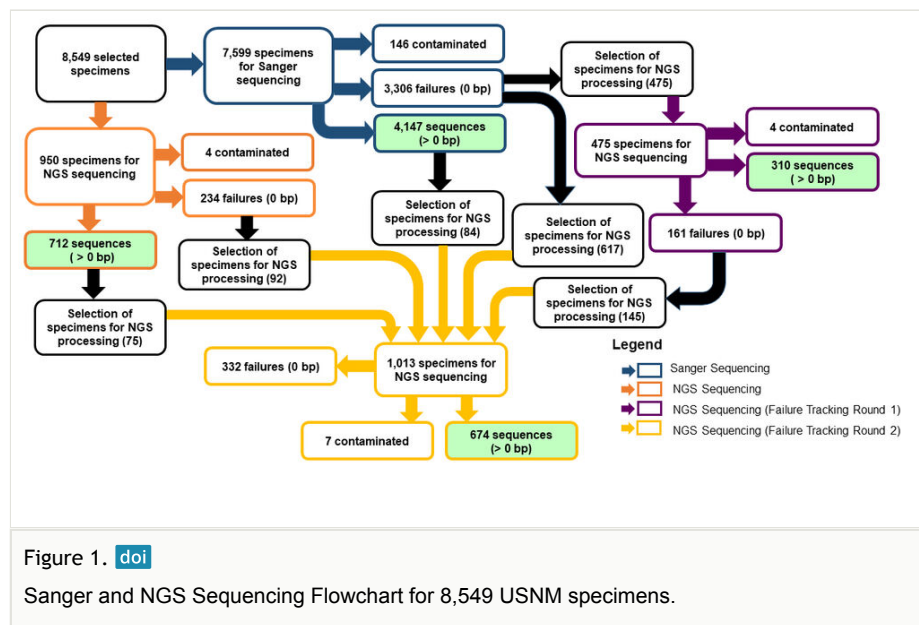 8,549 selected
specimens
7,599 specimens
for Sanger
sequencing
146 contaminated
3,306 failures (0 bp)
4,147 sequences
(> 0 bp)
Selection of
specimens for NGS
processing (475)
475 specimens for
NGS sequencing
4 contaminated
310 sequences
( > 0 bp)
161 failures (0 bp)
950 specimens for
NGS sequencing
4 contaminated
234 failures (0 bp)
712 sequences
( > 0 bp)
Selection of
specimens for NGS
processing (75)
Selection of
specimens for NGS
processing (92)
Selection of
specimens for NGS
processing (84)
Selection of
specimens for NGS
processing (617)
Selection of
specimens for NGS
processing (145)
1,013 specimens for
NGS sequencing
332 failures (0 bp)
7 contaminated
674 sequences
(> 0 bp)
Legend
Sanger Sequencing
NGS Sequencing
NGS Sequencing (Failure Tracking Round 1)
NGS Sequencing (Failure Tracking Round 2)
Figure 1. doi
Sanger and NGS Sequencing Flowchart for 8,549 USNM specimens.